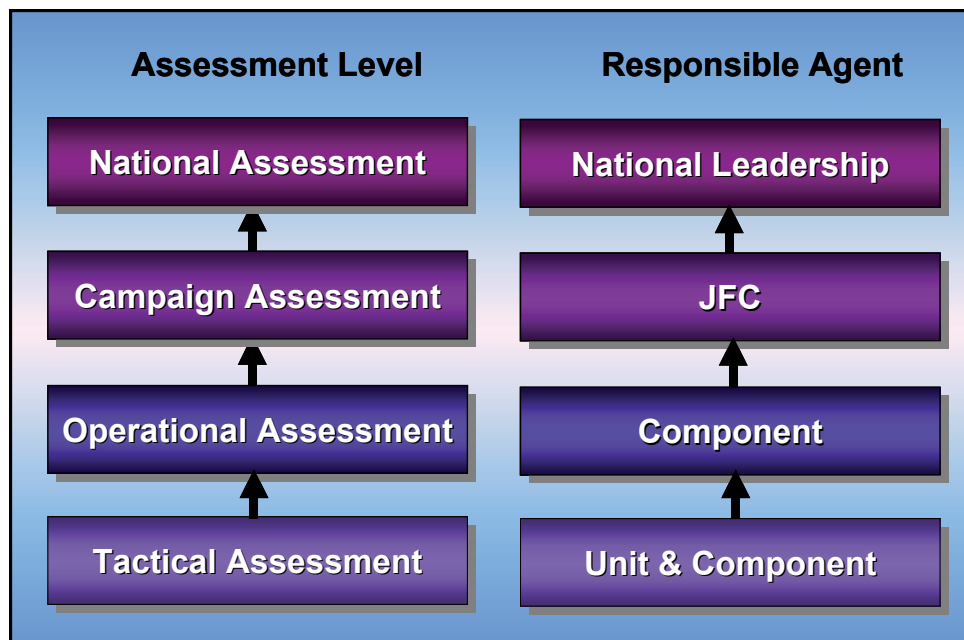 Assessment Level
Responsible Agent
National Assessment
National Leadership
Campaign Assessment
JFC
Operational Assessment
Component
Tactical Assessment
Unit & Component